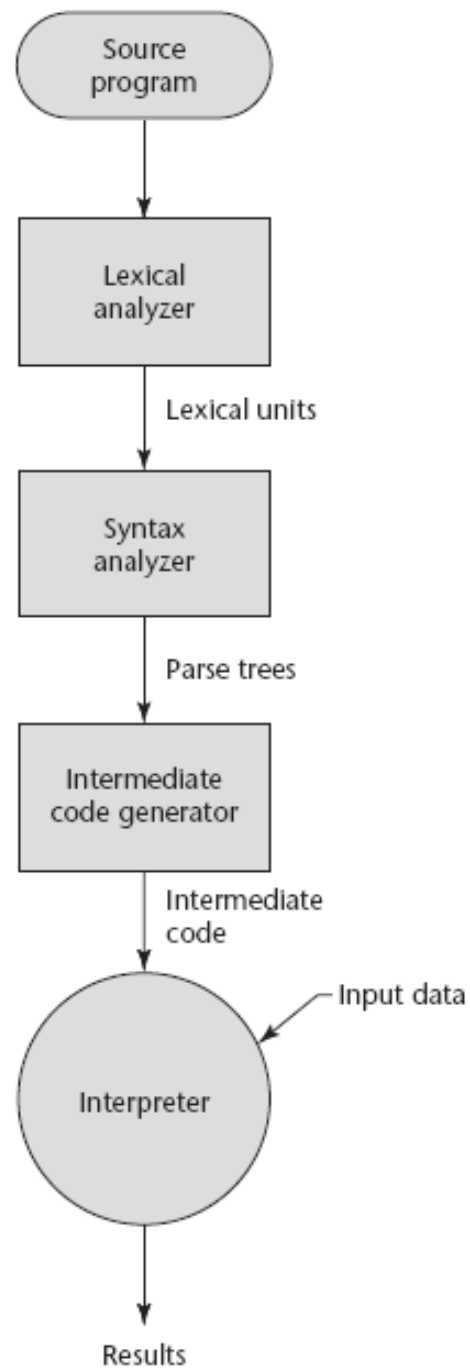 Source
program
Lexical
analyzer
Lexical units
Syntax
analyzer
Parse trees
Intermediate
code generator
Intermediate
code
Input data
Interpreter
Results